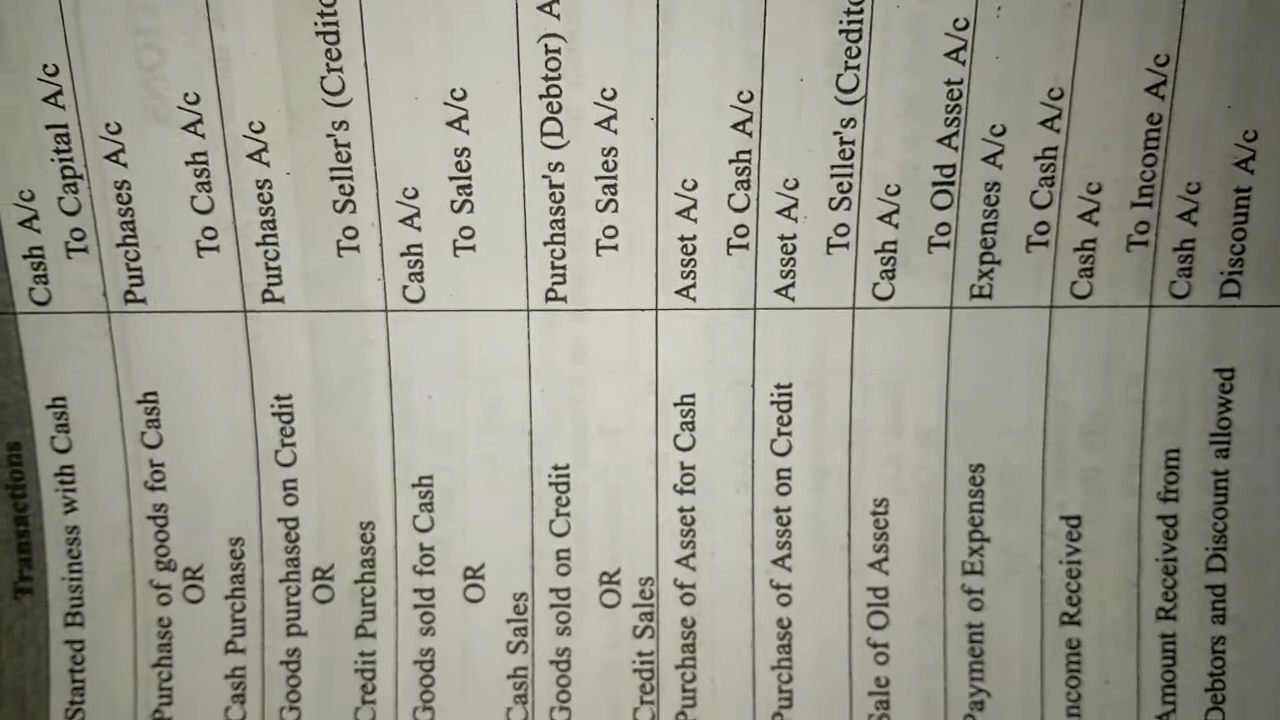 Transactions
Started Business with Cash
Cash A/c
To Capital A/c
Purchase of goods for Cash
OR
Cash Purchases
Purchases A/c
To Cash A/c
Goods purchased on Credit
OR
Credit Purchases
Purchases A/c
To Seller's (Credito
Goods sold for Cash
OR
Cash Sales
Cash A/c
To Sales A/c
Goods sold on Credit
OR
Credit Sales
Purchaser's (Debtor) A
To Sales A/c
Purchase of Asset for Cash
Asset A/c
To Cash A/c
Purchase of Asset on Credit
Asset A/c
To Seller's (Credito
Sale of Old Assets
Cash A/c
To Old Asset A/c
Payment of Expenses
Expenses A/c
To Cash A/c
Income Received
Cash A/c
To Income A/c
Amount Received from
Debtors and Discount allowed
Cash A/c
Discount A/c